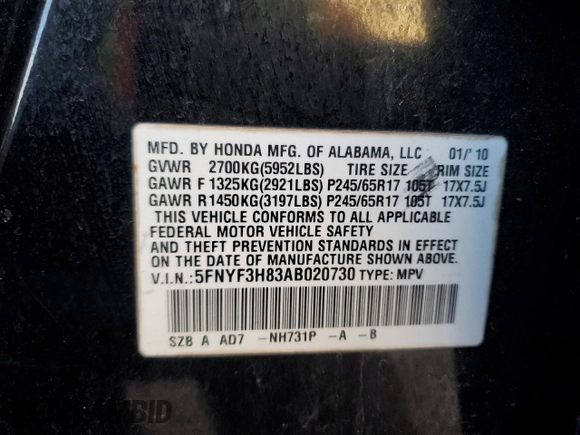 MFD. BY HONDA MFG. OF ALABAMA, LLC 01/'10
GVWR 2700KG(5952LBS) TIRE SIZE RIM SIZE
GAWR F 1325KG(2921LBS) P245/65R17 105T 17X7.5J
GAWR R1450KG(3197LBS) P245/65R17 105T 17X7.5J
THIS VEHICLE CONFORMS TO ALL APPLICABLE
FEDERAL MOTOR VEHICLE SAFETY
AND THEFT PREVENTION STANDARDS IN EFFECT
ON THE DATE OF MANUFACTURE SHOWN ABOVE.
V.I.N.: 5FNYF3H83AB020730 TYPE: MPV
SZB A AD7 -NH731P -A -B